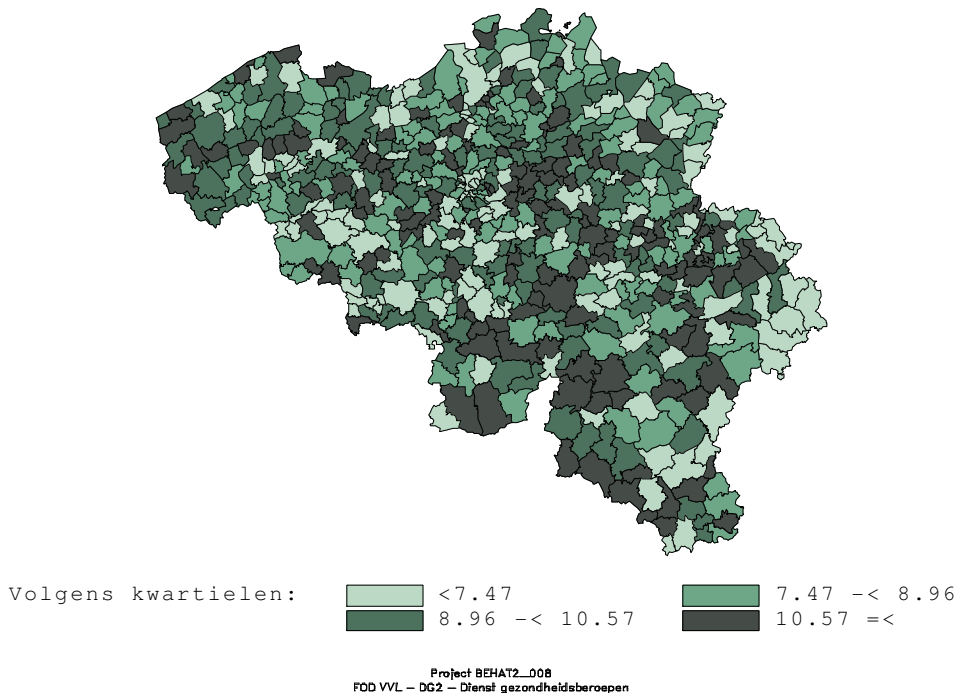 Volgens kwartielen: <7.47 7.47 -< 8.96
8.96 -< 10.57 10.57 =<
Project BEHAT2_008
FOD VVL - DG2 - Dienst gezondheidsberoepen